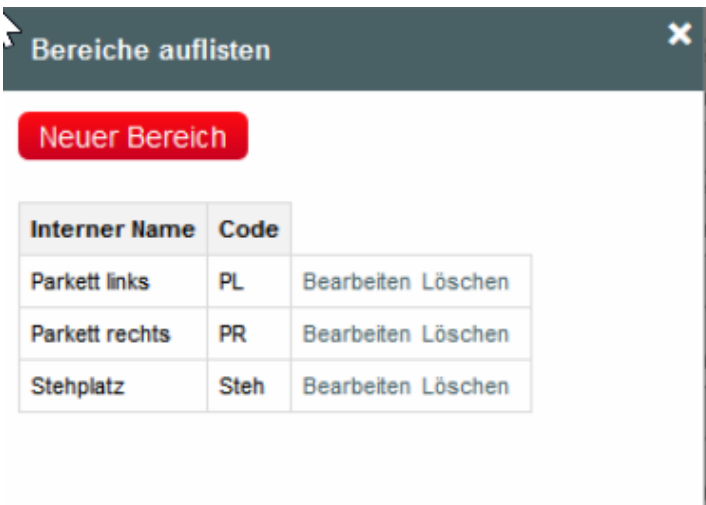 Bereiche auflisten
Neuer Bereich
Interner Name Code
Parkett links PL Bearbeiten Löschen
Parkett rechts PR Bearbeiten Löschen
Stehplatz Steh Bearbeiten Löschen